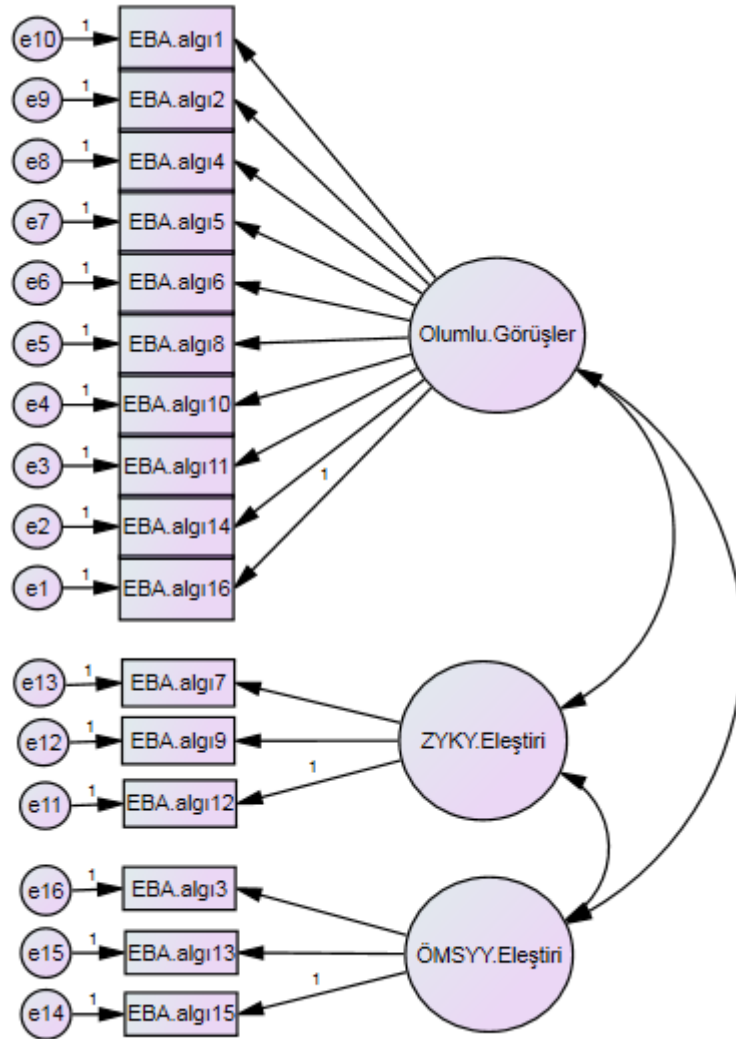 e10 1 EBA.algı1
e9 1 EBA.algı2
e8 1 EBA.algı4
e7 1 EBA.algı5
e6 1 EBA.algı6
Olumlu.Görüşler
e5 1 EBA.algı8
e4 1 EBA.algı10
e3 1 EBA.algı11
1
e2 1 EBA.algı14
e1 1 EBA.algı16
e13 1 EBA.algı7
e12 1 EBA.algı9
ZYKY.Eleştiri
1
e11 1 EBA.algı12
e16 1 EBA.algı3
e15 1 EBA.algı13
ÖMSYY.Eleştiri
1
e14 1 EBA.algı15